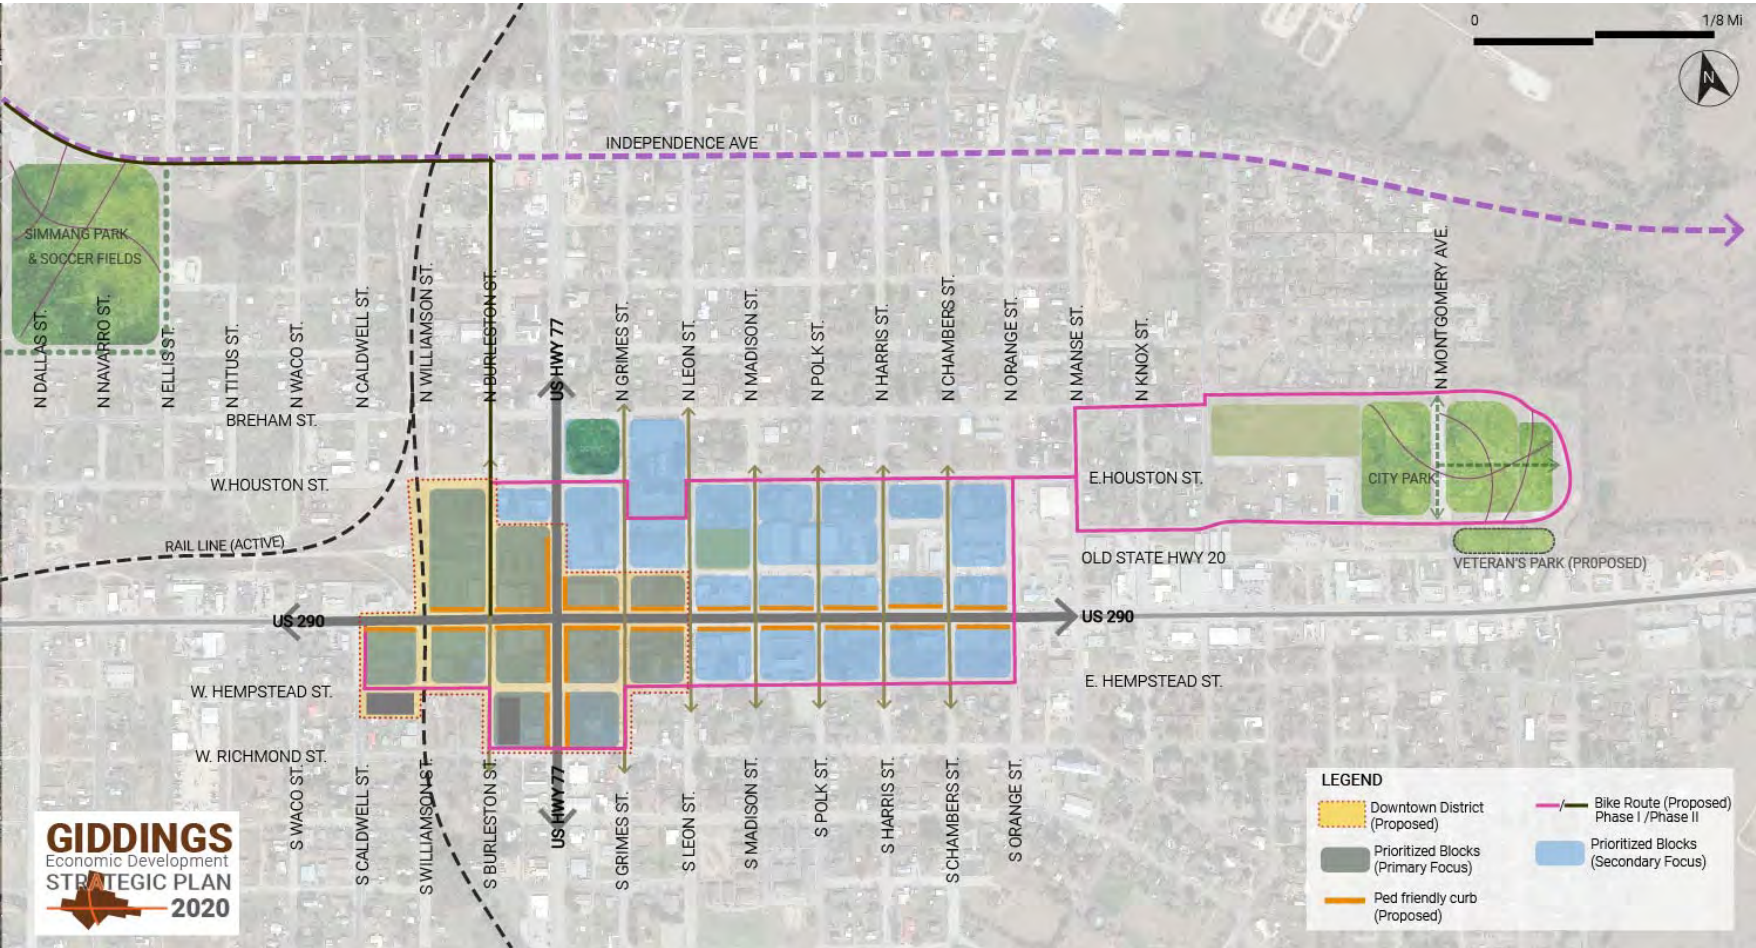 0 1/8 Mi
N
INDEPENDENCE AVE
SIMMANG PARK
& SOCCER FIELDS
N DALLAS ST.
N NAVARRO ST.
N ELLIS ST.
N TITUS ST.
N WACO ST.
N CALDWELL ST.
N WILLIAMSON ST.
N BURLESTON ST.
US HWY 77
N GRIMES ST.
N LEON ST.
N MADISON ST.
N POLK ST.
N HARRIS ST.
N CHAMBERS ST.
N ORANGE ST.
N MANSE ST.
N KNOX ST.
N MONTGOMERY AVE.
BREHAM ST.
W.HOUSTON ST.
E.HOUSTON ST.
CITY PARK
RAIL LINE (ACTIVE)
OLD STATE HWY 20
VETERAN'S PARK (PROPOSED)
US 290
US 290
W. HEMPSTEAD ST.
E. HEMPSTEAD ST.
W. RICHMOND ST.
S WACO ST.
S CALDWELL ST.
S WILLIAMSON ST.
S BURLESTON ST.
US HWY 77
S GRIMES ST.
S LEON ST.
S MADISON ST.
S POLK ST.
S HARRIS ST.
S CHAMBERS ST.
S ORANGE ST.
GIDDINGS
Economic Development
STRATEGIC PLAN
2020
LEGEND
Downtown District
(Proposed)
Prioritized Blocks
(Primary Focus)
Ped friendly curb
(Proposed)
Bike Route (Proposed)
Phase I /Phase II
Prioritized Blocks
(Secondary Focus)